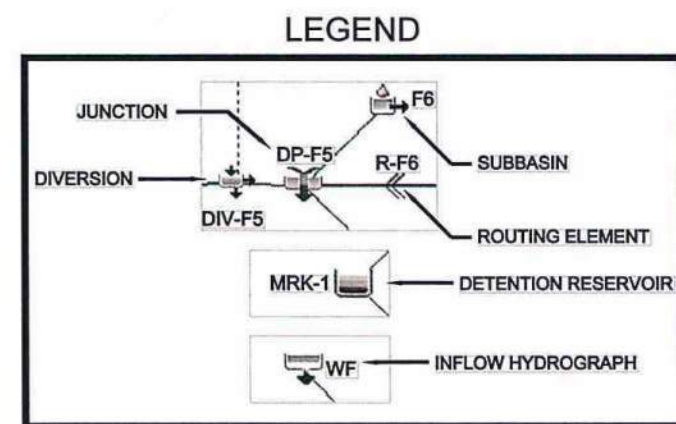 LEGEND
F6
JUNCTION
DP-F5
R-F6
SUBBASIN
DIVERSION
DIV-F5
ROUTING ELEMENT
MRK-1
DETENTION RESERVOIR
WF
INFLOW HYDROGRAPH